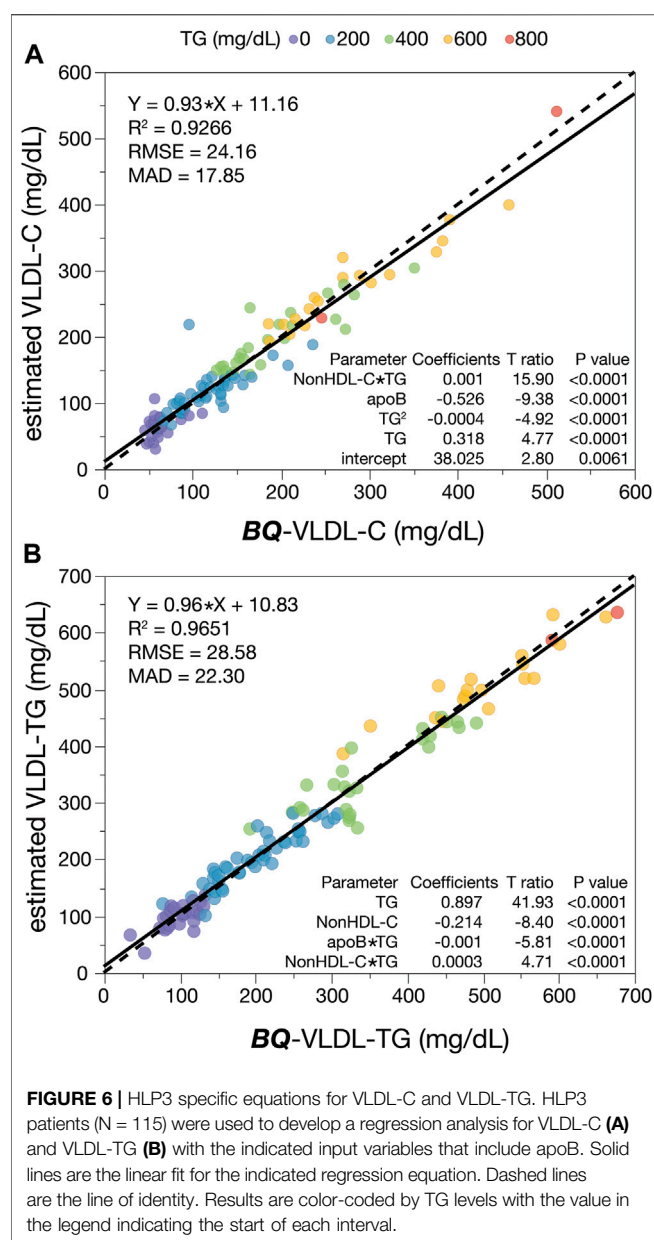 TG (mg/dL) 0 200 400 600 800
A
600
500
400
300
200
100
0
estimated VLDL-C (mg/dL)
Y = 0.93*X + 11.16
R² = 0.9266
RMSE = 24.16
MAD = 17.85
Parameter Coefficients T ratio P value
NonHDL-C*TG 0.001 15.90 <0.0001
apoB -0.526 -9.38 <0.0001
TG² -0.0004 -4.92 <0.0001
TG 0.318 4.77 <0.0001
intercept 38.025 2.80 0.0061
0 100 200 300 400 500 600
BQ-VLDL-C (mg/dL)
B
700
600
500
400
300
200
100
0
estimated VLDL-TG (mg/dL)
Y = 0.96*X + 10.83
R² = 0.9651
RMSE = 28.58
MAD = 22.30
Parameter Coefficients T ratio P value
TG 0.897 41.93 <0.0001
NonHDL-C -0.214 -8.40 <0.0001
apoB*TG -0.001 -5.81 <0.0001
NonHDL-C*TG 0.0003 4.71 <0.0001
0 100 200 300 400 500 600 700
BQ-VLDL-TG (mg/dL)
FIGURE 6 | HLP3 specific equations for VLDL-C and VLDL-TG. HLP3
patients (N = 115) were used to develop a regression analysis for VLDL-C (A)
and VLDL-TG (B) with the indicated input variables that include apoB. Solid
lines are the linear fit for the indicated regression equation. Dashed lines
are the line of identity. Results are color-coded by TG levels with the value in
the legend indicating the start of each interval.